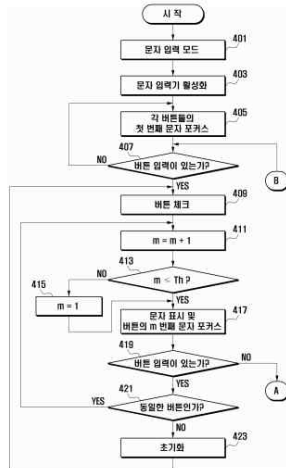 시 작
401
문자 입력 모드
403
문자 입력기 활성화
405
각 버튼들의
첫 번째 문자 포커스
407
버튼 입력이 있는가?
NO
B
YES
409
버튼 체크
411
m = m + 1
413
NO
m < Th ?
415
m = 1
YES
417
문자 표시 및
버튼의 m 번째 문자 포커스
419
버튼 입력이 있는가?
NO
YES
A
421
YES
동일한 버튼인가?
NO
423
초기화